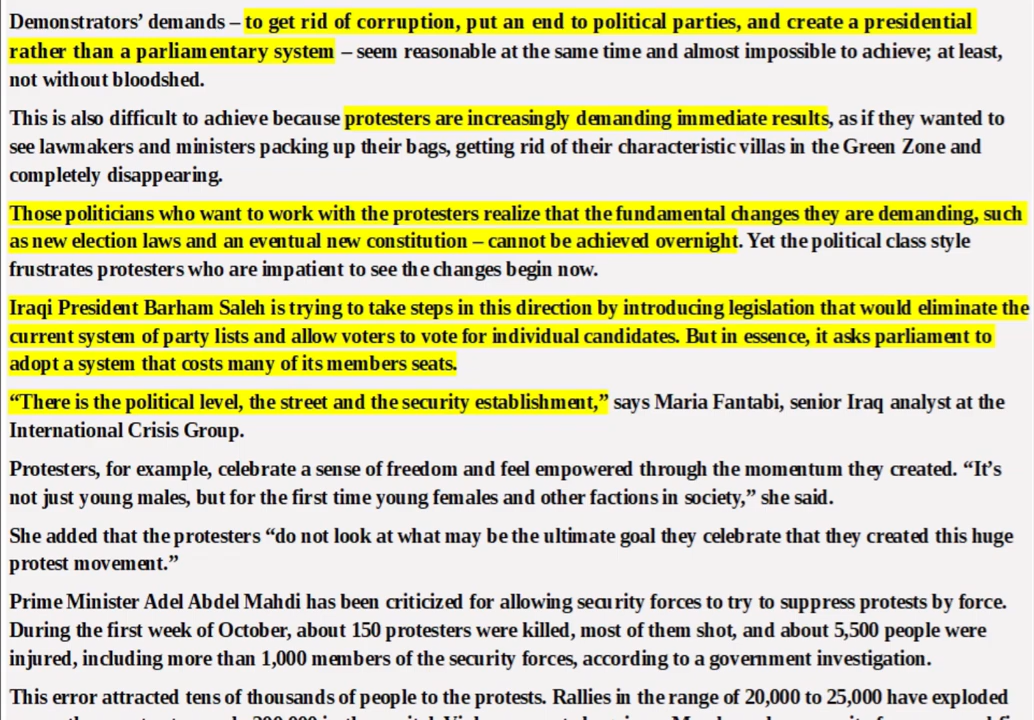 Demonstrators’ demands – to get rid of corruption, put an end to political parties, and create a presidential
rather than a parliamentary system – seem reasonable at the same time and almost impossible to achieve; at least,
not without bloodshed.
This is also difficult to achieve because protesters are increasingly demanding immediate results, as if they wanted to
see lawmakers and ministers packing up their bags, getting rid of their characteristic villas in the Green Zone and
completely disappearing.
Those politicians who want to work with the protesters realize that the fundamental changes they are demanding, such
as new election laws and an eventual new constitution – cannot be achieved overnight. Yet the political class style
frustrates protesters who are impatient to see the changes begin now.
Iraqi President Barham Saleh is trying to take steps in this direction by introducing legislation that would eliminate the
current system of party lists and allow voters to vote for individual candidates. But in essence, it asks parliament to
adopt a system that costs many of its members seats.
“There is the political level, the street and the security establishment,” says Maria Fantabi, senior Iraq analyst at the
International Crisis Group.
Protesters, for example, celebrate a sense of freedom and feel empowered through the momentum they created. “It’s
not just young males, but for the first time young females and other factions in society,” she said.
She added that the protesters “do not look at what may be the ultimate goal they celebrate that they created this huge
protest movement.”
Prime Minister Adel Abdel Mahdi has been criticized for allowing security forces to try to suppress protests by force.
During the first week of October, about 150 protesters were killed, most of them shot, and about 5,500 people were
injured, including more than 1,000 members of the security forces, according to a government investigation.
This error attracted tens of thousands of people to the protests. Rallies in the range of 20,000 to 25,000 have exploded